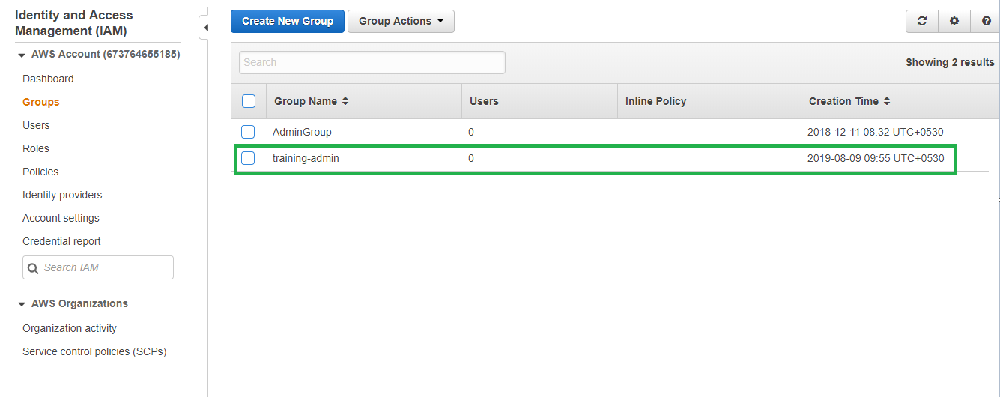 Identity and Access
Management (IAM)
AWS Account (673764655185)
Dashboard
Groups
Users
Roles
Policies
Identity providers
Account settings
Credential report
Search IAM
AWS Organizations
Organization activity
Service control policies (SCPs)
Create New Group Group Actions
Search Showing 2 results
Group Name Users Inline Policy Creation Time
AdminGroup 0 2018-12-11 08:32 UTC+0530
training-admin 0 2019-08-09 09:55 UTC+0530